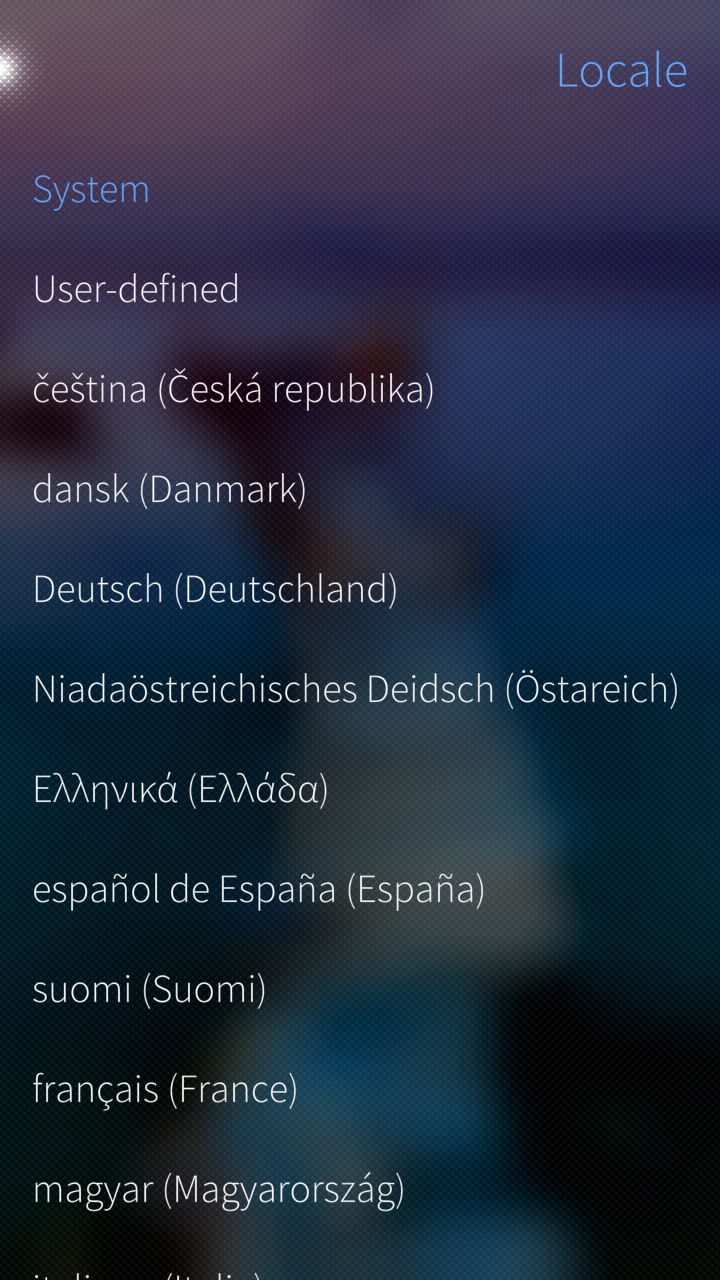 Locale
System
User-defined
čeština (Česká republika)
dansk (Danmark)
Deutsch (Deutschland)
Niadaöstreichisches Deidsch (Östareich)
Ελληνικά (Ελλάδα)
español de España (España)
suomi (Suomi)
français (France)
magyar (Magyarország)